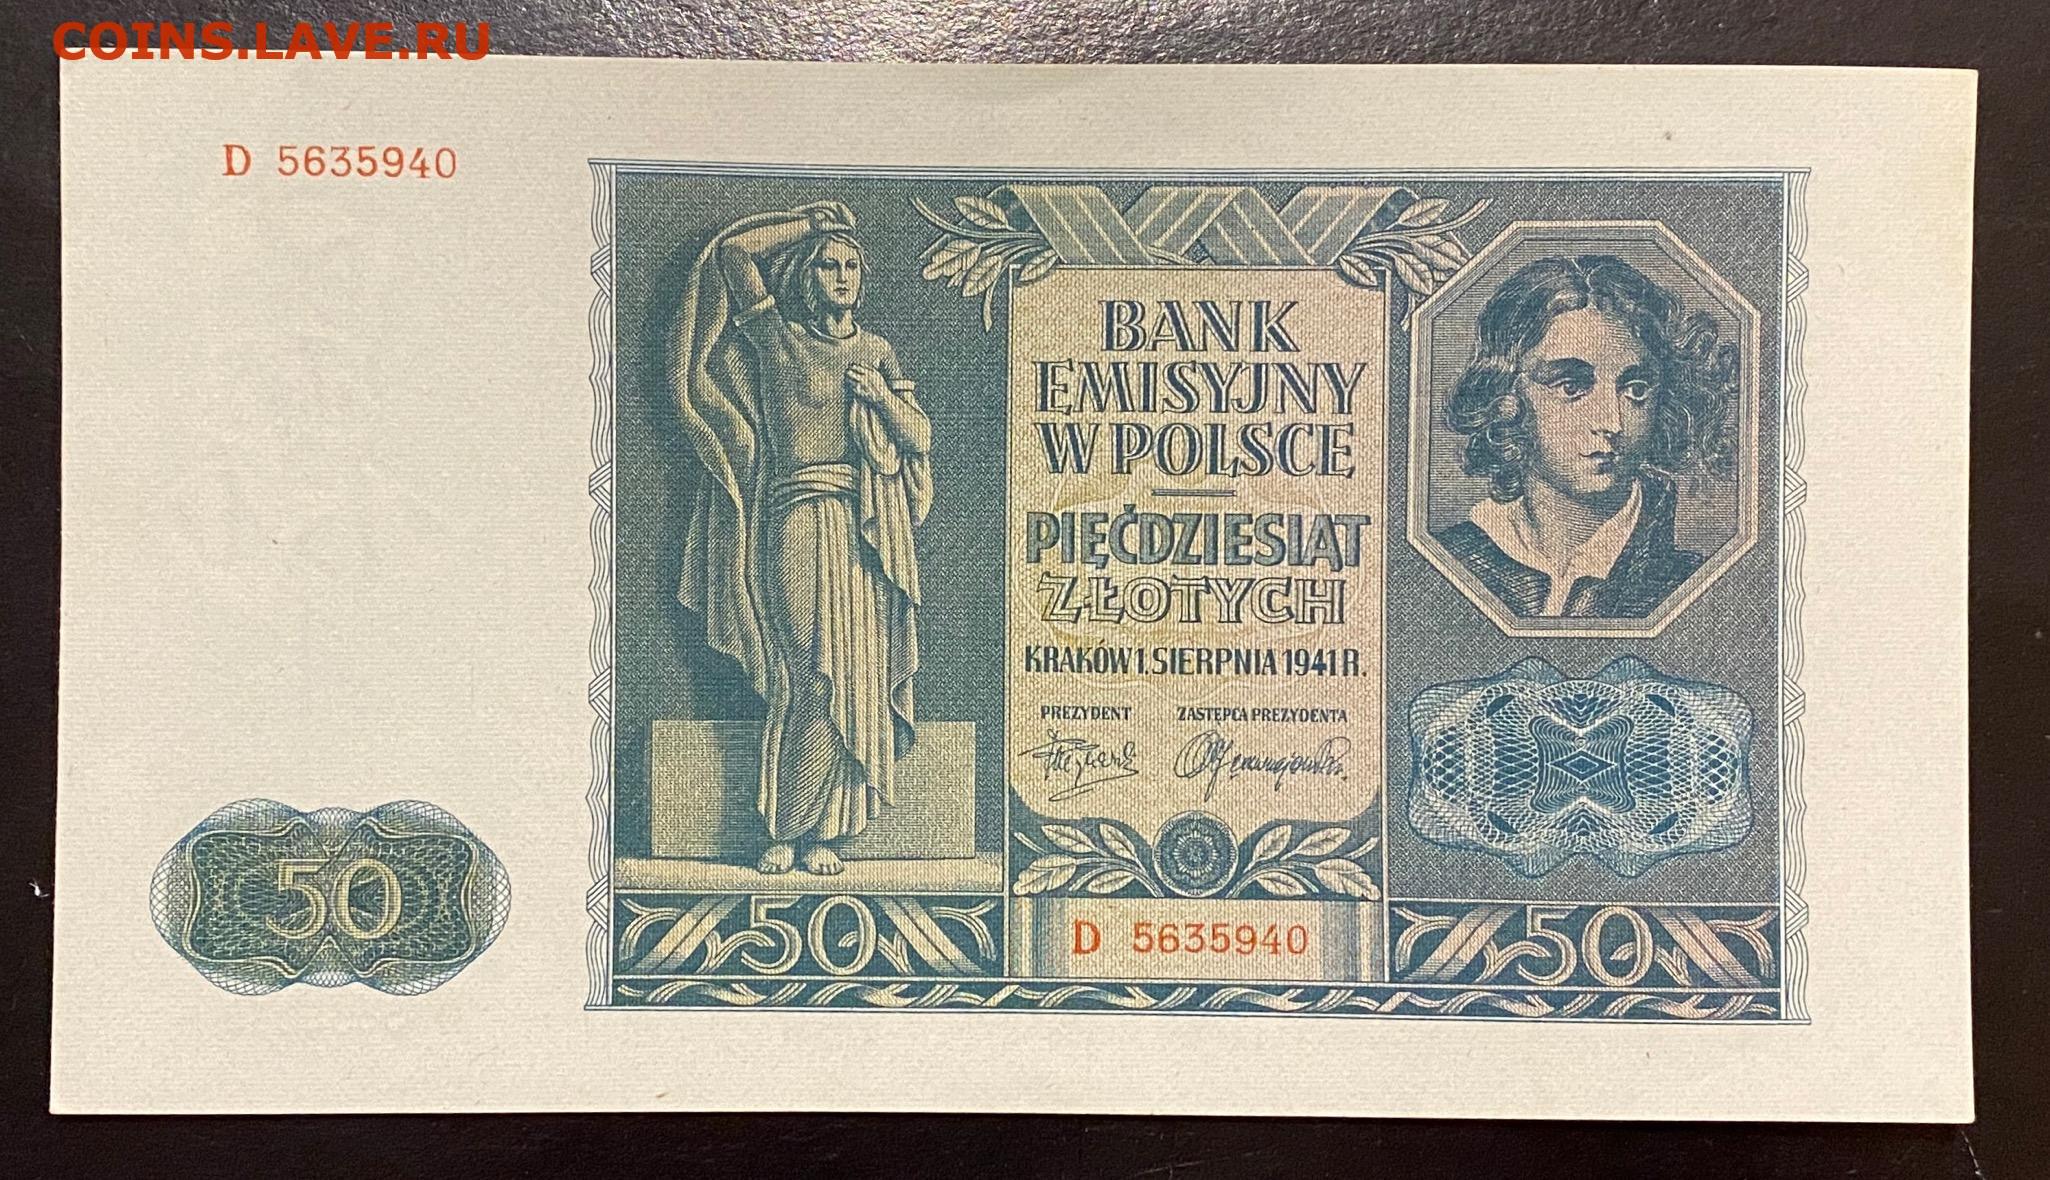 COINS.LAVE.RU
D 5635940
BANK
EMISYJNY
W POLSCE
PIĘĆDZIESIĄT
ZŁOTYCH
KRAKÓW 1. SIERPNIA 1941 R.
PREZYDENT ZASTĘPCA PREZYDENTA
50
50
D 5635940
50